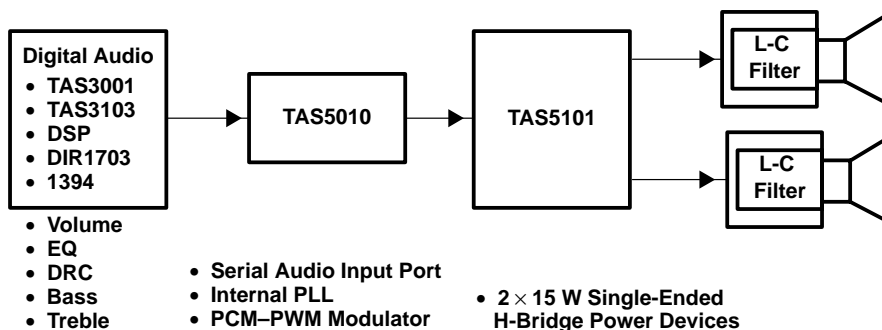 Digital Audio
• TAS3001
• TAS3103
• DSP
• DIR1703
• 1394
• Volume
• EQ
• DRC
• Bass
• Treble
TAS5010
• Serial Audio Input Port
• Internal PLL
• PCM–PWM Modulator
TAS5101
• 2 × 15 W Single-Ended
H-Bridge Power Devices
L-C
Filter
L-C
Filter